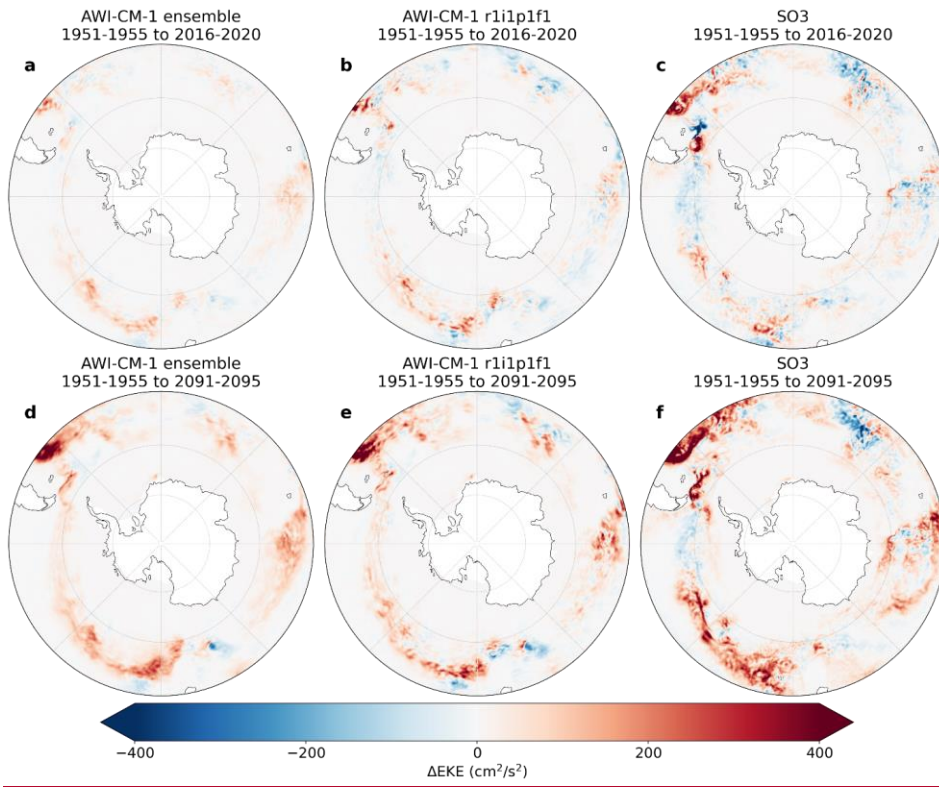 AWI-CM-1 ensemble
1951-1955 to 2016-2020
AWI-CM-1 r1i1p1f1
1951-1955 to 2016-2020
SO3
1951-1955 to 2016-2020
a
b
c
AWI-CM-1 ensemble
1951-1955 to 2091-2095
AWI-CM-1 r1i1p1f1
1951-1955 to 2091-2095
SO3
1951-1955 to 2091-2095
d
e
f
−400 −200 0 200 400
ΔEKE (cm²/s²)